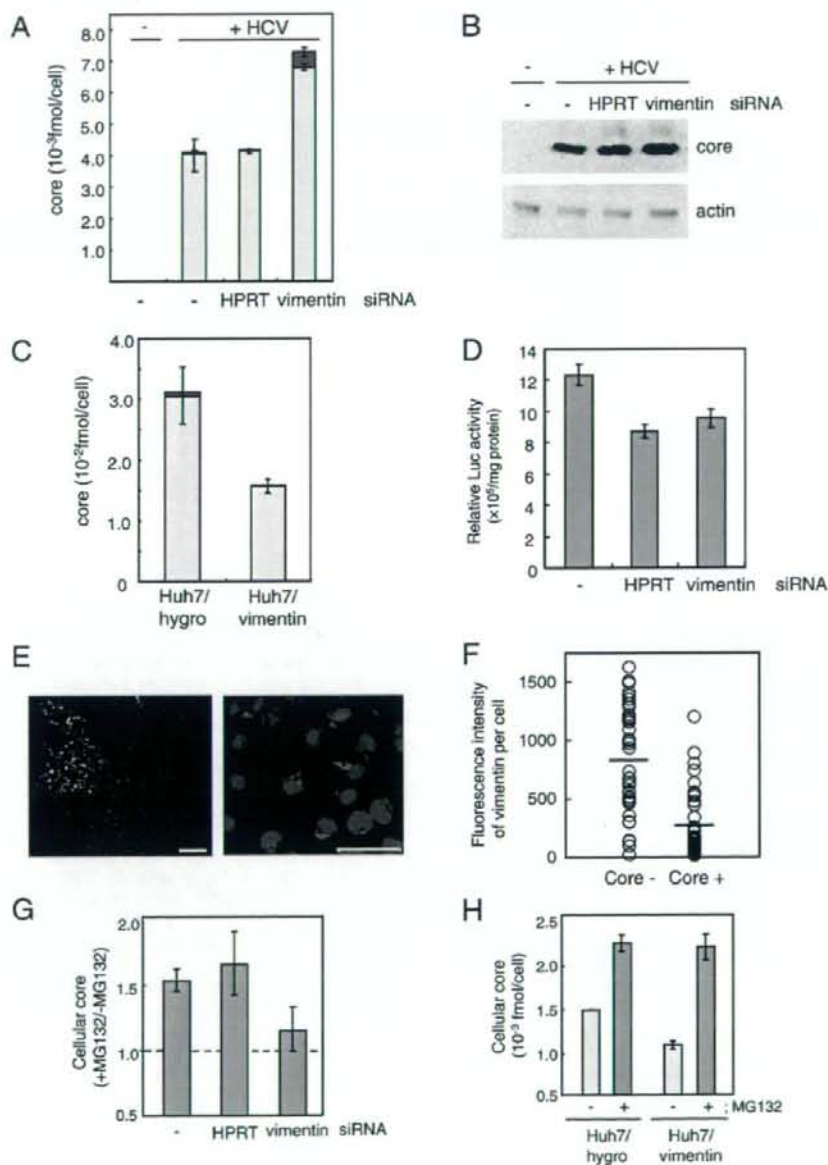 A
- + HCV
core (10⁻³fmol/cell)
8.0
7.0
6.0
5.0
4.0
3.0
2.0
1.0
- - HPRT vimentin siRNA
B
- + HCV
- - HPRT vimentin siRNA
core
actin
C
core (10⁻²fmol/cell)
4.0
3.0
2.0
1.0
0
Huh7/ Huh7/
hygro vimentin
D
Relative Luc activity
(×10⁵/mg protein)
14
12
10
8
6
4
2
0
- HPRT vimentin siRNA
E
F
Fluorescence intensity
of vimentin per cell
1500
1000
500
0
Core - Core +
G
Cellular core
(+MG132/-MG132)
2.0
1.5
1.0
0.5
- HPRT vimentin siRNA
H
Cellular core
(10⁻³ fmol/cell)
2.5
2.0
1.5
1.0
0.5
- + - + ; MG132
Huh7/ Huh7/
hygro vimentin